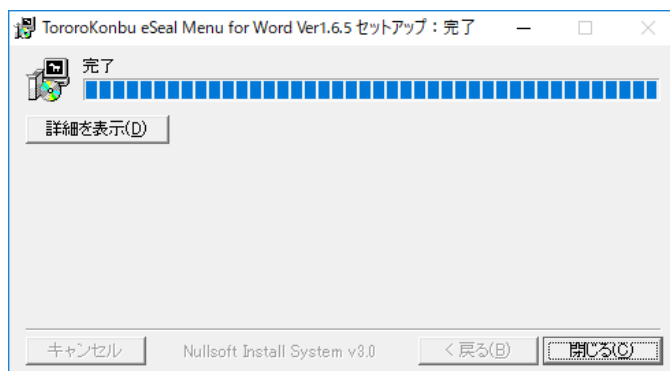 TororoKonbu eSeal Menu for Word Ver1.6.5 セットアップ：完了
完了
詳細を表示(D)
キャンセル
Nullsoft Install System v3.0
< 戻る(B)
閉じる(C)